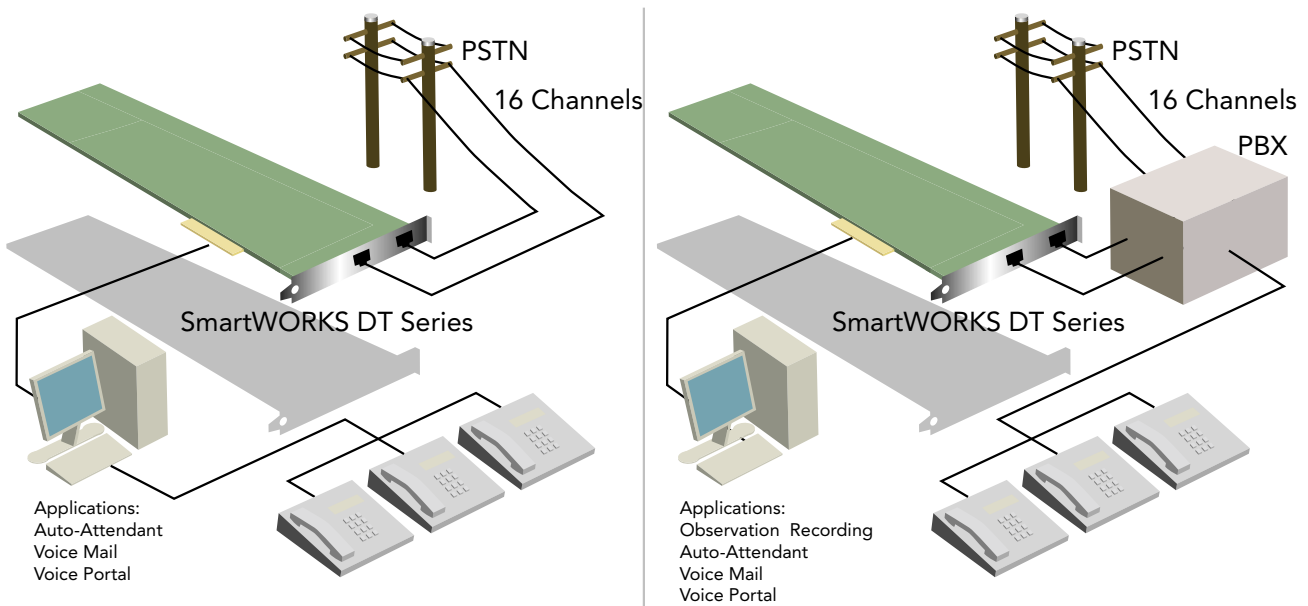 PSTN
16 Channels
SmartWORKS DT Series
Applications:
Auto-Attendant
Voice Mail
Voice Portal
PSTN
16 Channels
PBX
SmartWORKS DT Series
Applications:
Observation Recording
Auto-Attendant
Voice Mail
Voice Portal